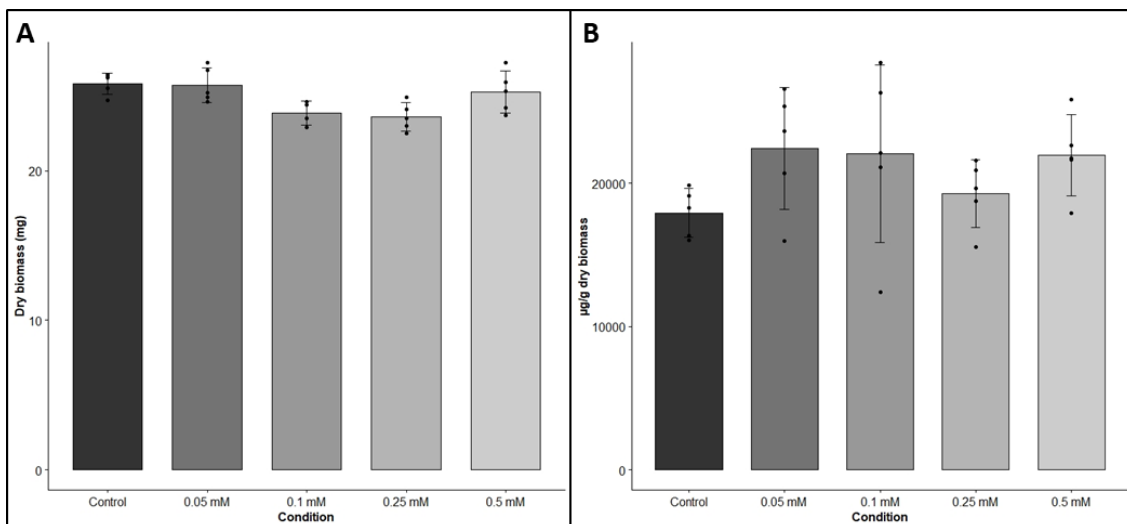 A
Dry biomass (mg)
20
10
0
Control
0.05 mM
0.1 mM
0.25 mM
0.5 mM
Condition
B
µg/g dry biomass
20000
10000
0
Control
0.05 mM
0.1 mM
0.25 mM
0.5 mM
Condition